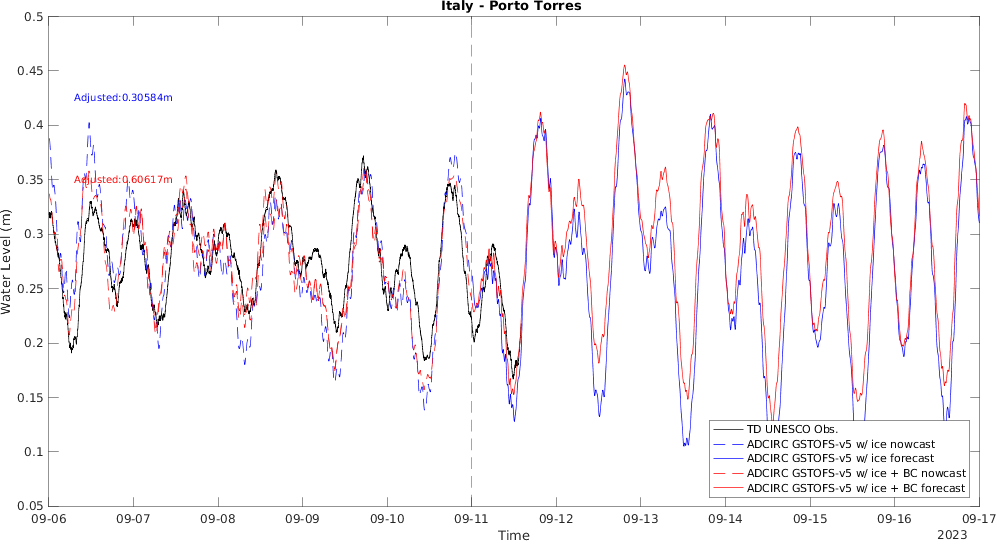 Italy - Porto Torres
0.5
0.45
0.4
0.35
0.3
0.25
0.2
0.15
0.1
0.05
Water Level (m)
Adjusted:0.30584m
Adjusted:0.60617m
TD UNESCO Obs.
ADCIRC GSTOFS-v5 w/ ice nowcast
ADCIRC GSTOFS-v5 w/ ice forecast
ADCIRC GSTOFS-v5 w/ ice + BC nowcast
ADCIRC GSTOFS-v5 w/ ice + BC forecast
09-06 09-07 09-08 09-09 09-10 09-11 09-12 09-13 09-14 09-15 09-16 09-17
Time
2023